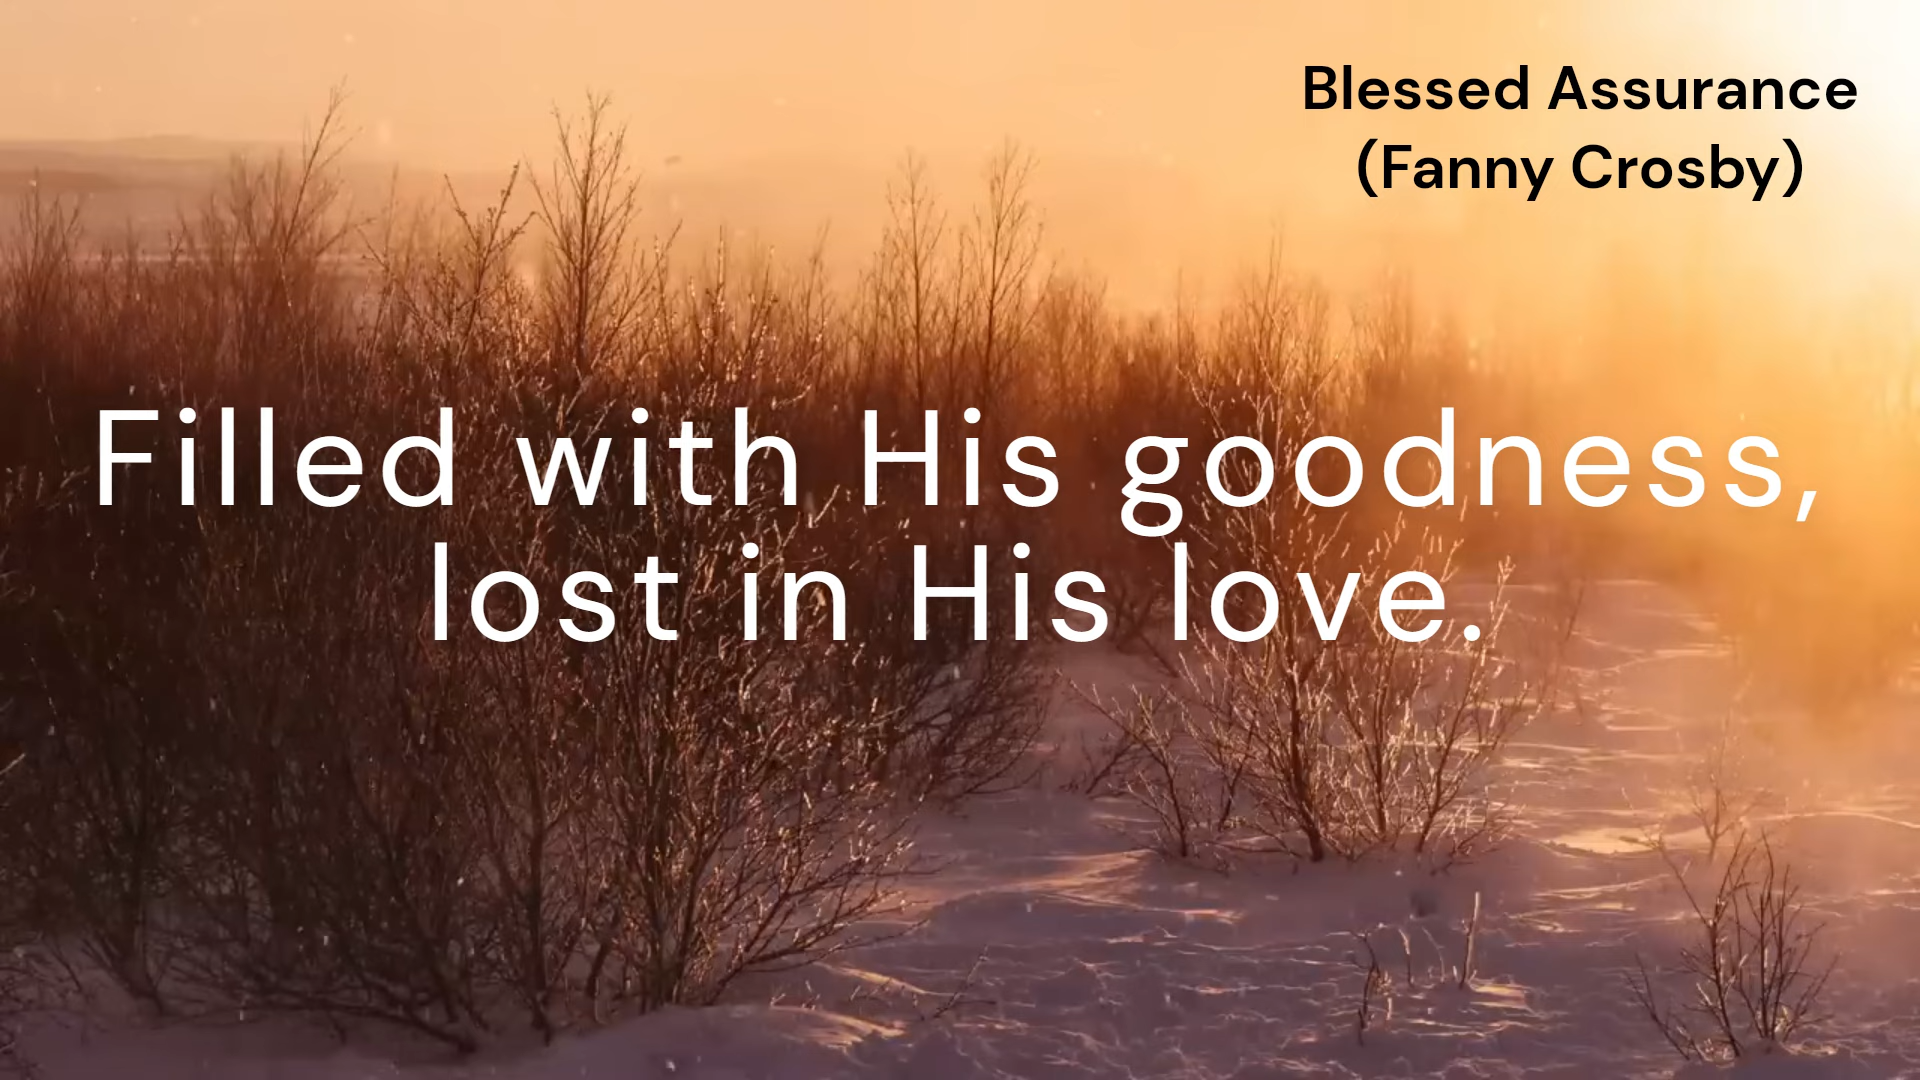 Blessed Assurance
(Fanny Crosby)
Filled with His goodness,
lost in His love.